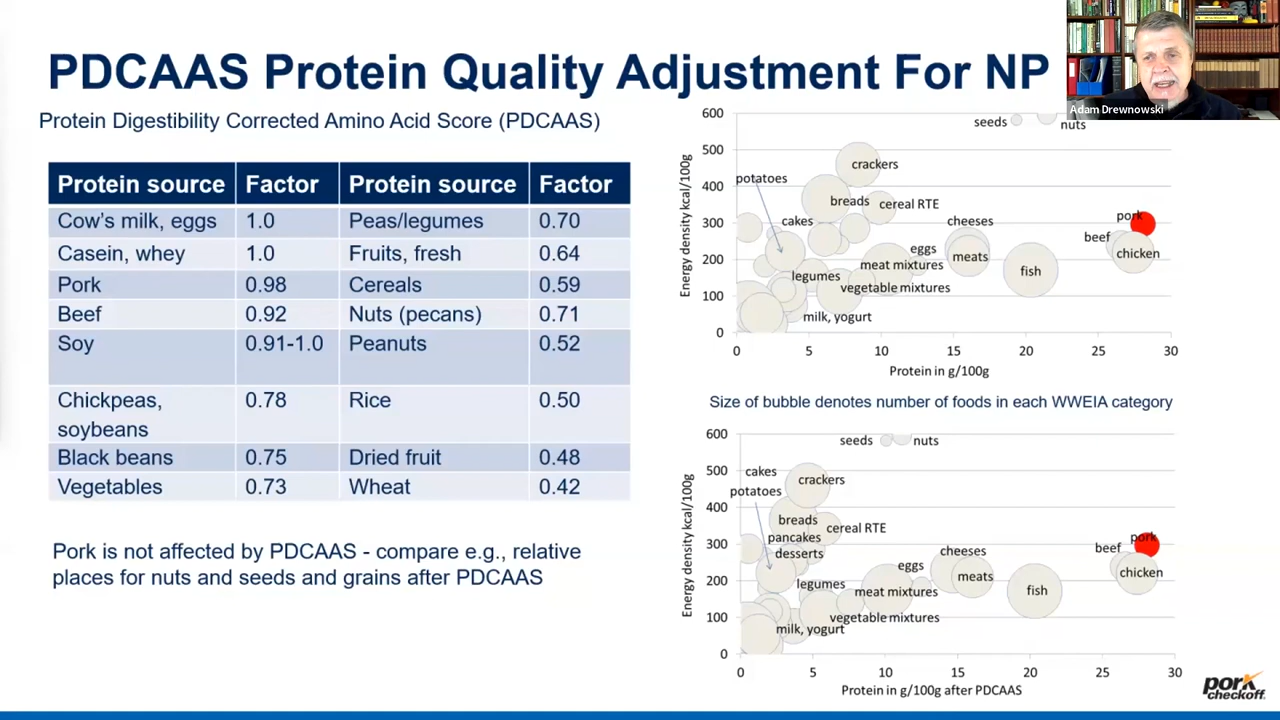 PDCAAS Protein Quality Adjustment For NP
Adam Drewnowski
Protein Digestibility Corrected Amino Acid Score (PDCAAS)
Protein source Factor Protein source Factor
Cow's milk, eggs 1.0 Peas/legumes 0.70
Casein, whey 1.0 Fruits, fresh 0.64
Pork 0.98 Cereals 0.59
Beef 0.92 Nuts (pecans) 0.71
Soy 0.91-1.0 Peanuts 0.52
Chickpeas, 0.78 Rice 0.50
soybeans
Black beans 0.75 Dried fruit 0.48
Vegetables 0.73 Wheat 0.42
Pork is not affected by PDCAAS - compare e.g., relative
places for nuts and seeds and grains after PDCAAS
Energy density kcal/100g
600
500
400
300
200
100
0
seeds
nuts
crackers
potatoes
breads
cereal RTE
cakes
cheeses
pork
beef
eggs
meats
chicken
meat mixtures
fish
legumes
vegetable mixtures
milk, yogurt
0 5 10 15 20 25 30
Protein in g/100g
Size of bubble denotes number of foods in each WWEIA category
Energy density kcal/100g
600
500
400
300
200
100
0
seeds
nuts
cakes
crackers
potatoes
breads
cereal RTE
pancakes
pork
desserts
cheeses
beef
eggs
meats
chicken
legumes
meat mixtures
fish
vegetable mixtures
milk, yogurt
0 5 10 15 20 25 30
Protein in g/100g after PDCAAS
pork
checkoff